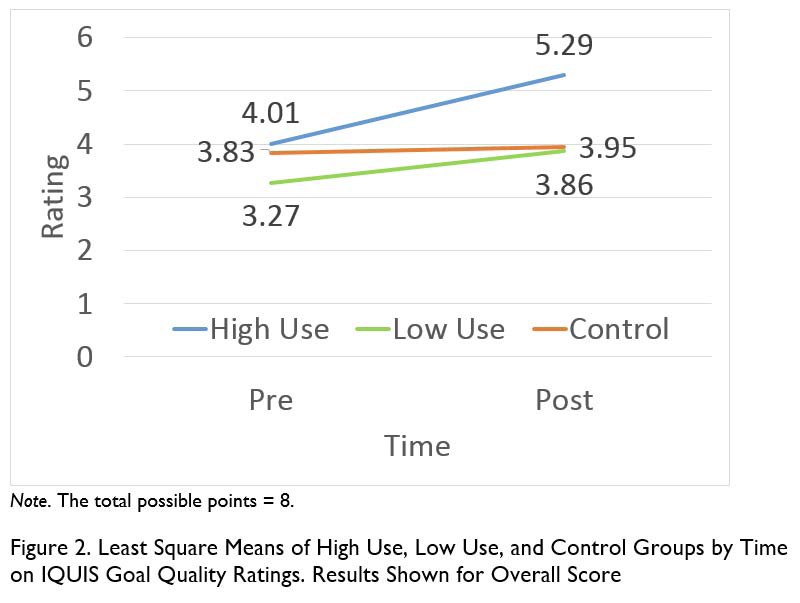 6
5.29
5
4.01
4
3.83
3.95
3
3.27
3.86
2
1
High Use Low Use Control
0
Rating
Pre Post
Time
Note. The total possible points = 8.
Figure 2. Least Square Means of High Use, Low Use, and Control Groups by Time
on IQUIS Goal Quality Ratings. Results Shown for Overall Score